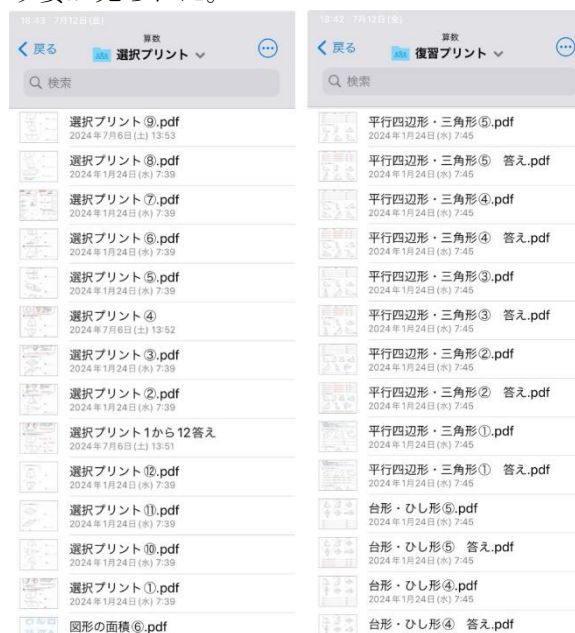 18:43 7月12日(金)
算数
戻る
選択プリント
検索
選択プリント⑨.pdf
2024年7月6日(土) 13:53
選択プリント⑧.pdf
2024年1月24日(水) 7:39
選択プリント⑦.pdf
2024年1月24日(水) 7:39
選択プリント⑥.pdf
2024年1月24日(水) 7:39
選択プリント⑤.pdf
2024年1月24日(水) 7:39
選択プリント④
2024年7月6日(土) 13:52
選択プリント③.pdf
2024年1月24日(水) 7:39
選択プリント②.pdf
2024年1月24日(水) 7:39
選択プリント1から12答え
2024年7月6日(土) 13:51
選択プリント⑫.pdf
2024年1月24日(水) 7:39
選択プリント⑪.pdf
2024年1月24日(水) 7:39
選択プリント⑩.pdf
2024年1月24日(水) 7:39
選択プリント①.pdf
2024年1月24日(水) 7:39
図形の面積⑥.pdf
18:42 7月12日(金)
算数
戻る
復習プリント
検索
平行四辺形・三角形⑤.pdf
2024年1月24日(水) 7:45
平行四辺形・三角形⑤ 答え.pdf
2024年1月24日(水) 7:45
平行四辺形・三角形④.pdf
2024年1月24日(水) 7:45
平行四辺形・三角形④ 答え.pdf
2024年1月24日(水) 7:45
平行四辺形・三角形③.pdf
2024年1月24日(水) 7:45
平行四辺形・三角形③ 答え.pdf
2024年1月24日(水) 7:45
平行四辺形・三角形②.pdf
2024年1月24日(水) 7:45
平行四辺形・三角形② 答え.pdf
2024年1月24日(水) 7:45
平行四辺形・三角形①.pdf
2024年1月24日(水) 7:45
平行四辺形・三角形① 答え.pdf
2024年1月24日(水) 7:45
台形・ひし形⑤.pdf
2024年1月24日(水) 7:45
台形・ひし形⑤ 答え.pdf
2024年1月24日(水) 7:45
台形・ひし形④.pdf
2024年1月24日(水) 7:45
台形・ひし形④ 答え.pdf